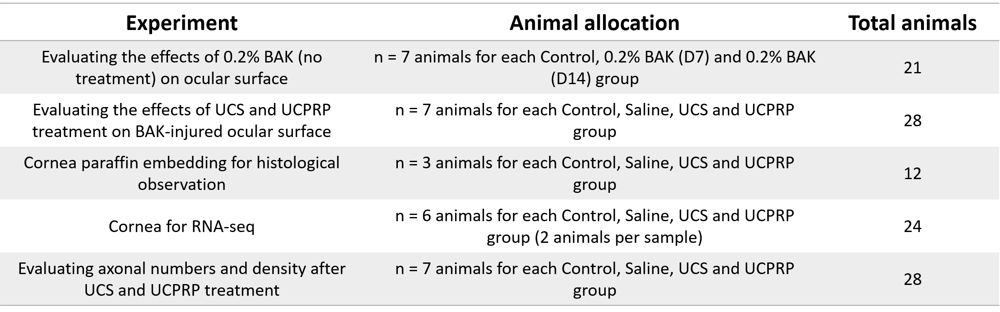 Experiment Animal allocation Total animals
Evaluating the effects of 0.2% BAK (no
treatment) on ocular surface
n = 7 animals for each Control, 0.2% BAK (D7) and 0.2% BAK
(D14) group
21
Evaluating the effects of UCS and UCPRP
treatment on BAK-injured ocular surface
n = 7 animals for each Control, Saline, UCS and UCPRP
group
28
Cornea paraffin embedding for histological
observation
n = 3 animals for each Control, Saline, UCS and UCPRP
group
12
Cornea for RNA-seq
n = 6 animals for each Control, Saline, UCS and UCPRP
group (2 animals per sample)
24
Evaluating axonal numbers and density after
UCS and UCPRP treatment
n = 7 animals for each Control, Saline, UCS and UCPRP
group
28